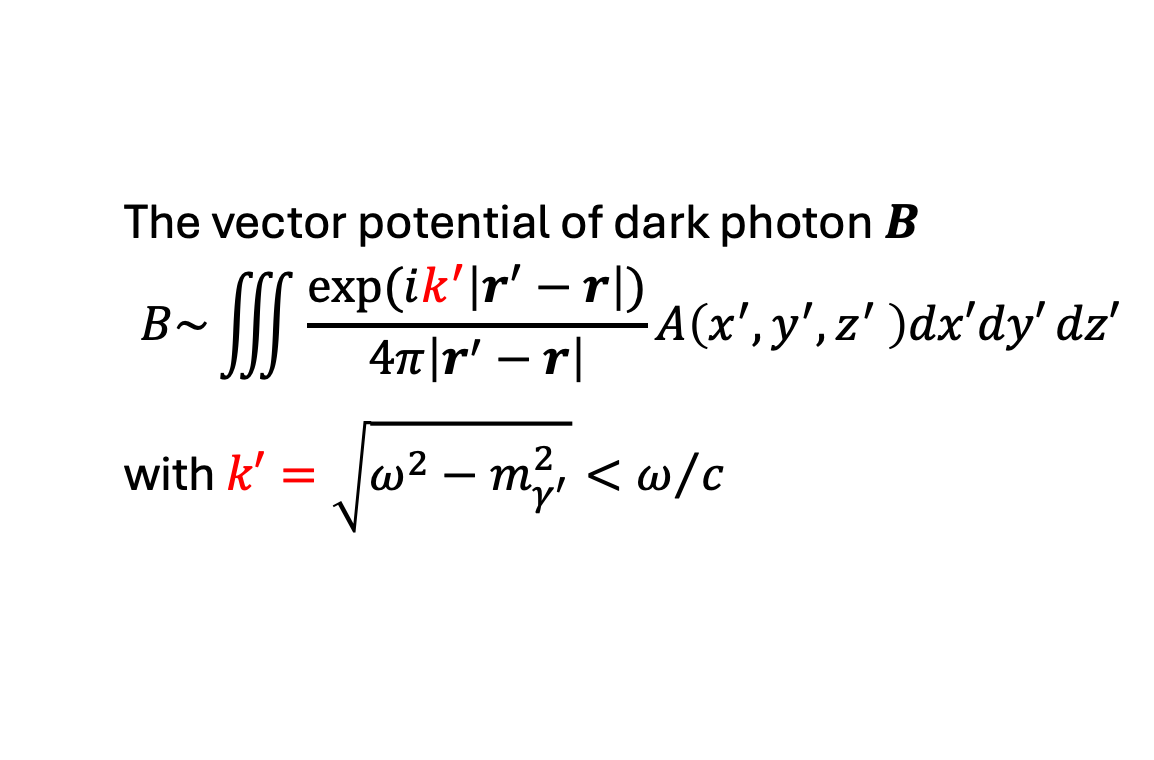 The vector potential of dark photon B
B~ ∭ exp(ik′|r′ − r|) / 4π|r′ − r| A(x′, y′, z′ )dx′dy′ dz′
with k′ = √(ω² − m²_γ′) < ω/c